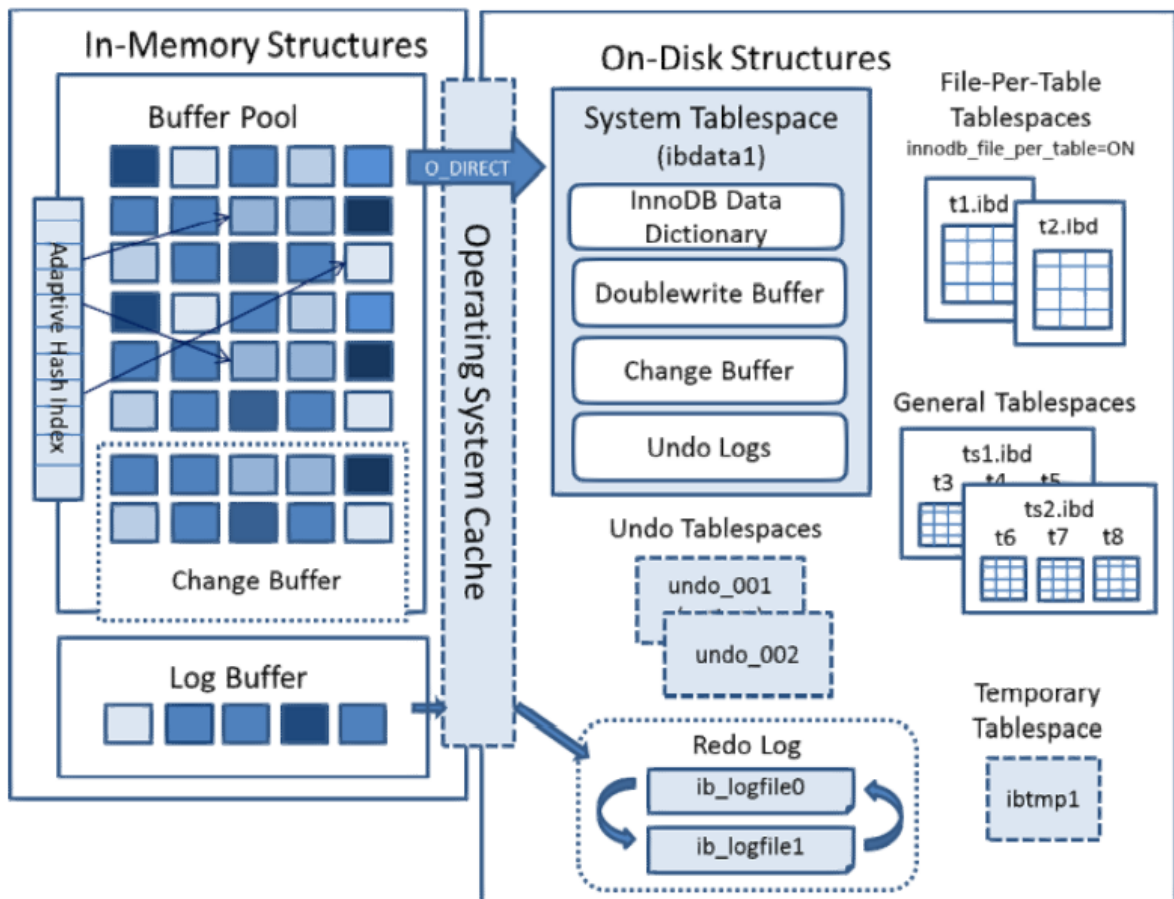 In-Memory Structures
Buffer Pool
Adaptive Hash Index
Change Buffer
Log Buffer
Operating System Cache
O_DIRECT
On-Disk Structures
System Tablespace
(ibdata1)
InnoDB Data
Dictionary
Doublewrite Buffer
Change Buffer
Undo Logs
Undo Tablespaces
undo_001
undo_002
Redo Log
ib_logfile0
ib_logfile1
File-Per-Table
Tablespaces
innodb_file_per_table=ON
t1.ibd
t2.ibd
General Tablespaces
ts1.ibd
t3 t4 t5
ts2.ibd
t6 t7 t8
Temporary
Tablespace
ibtmp1